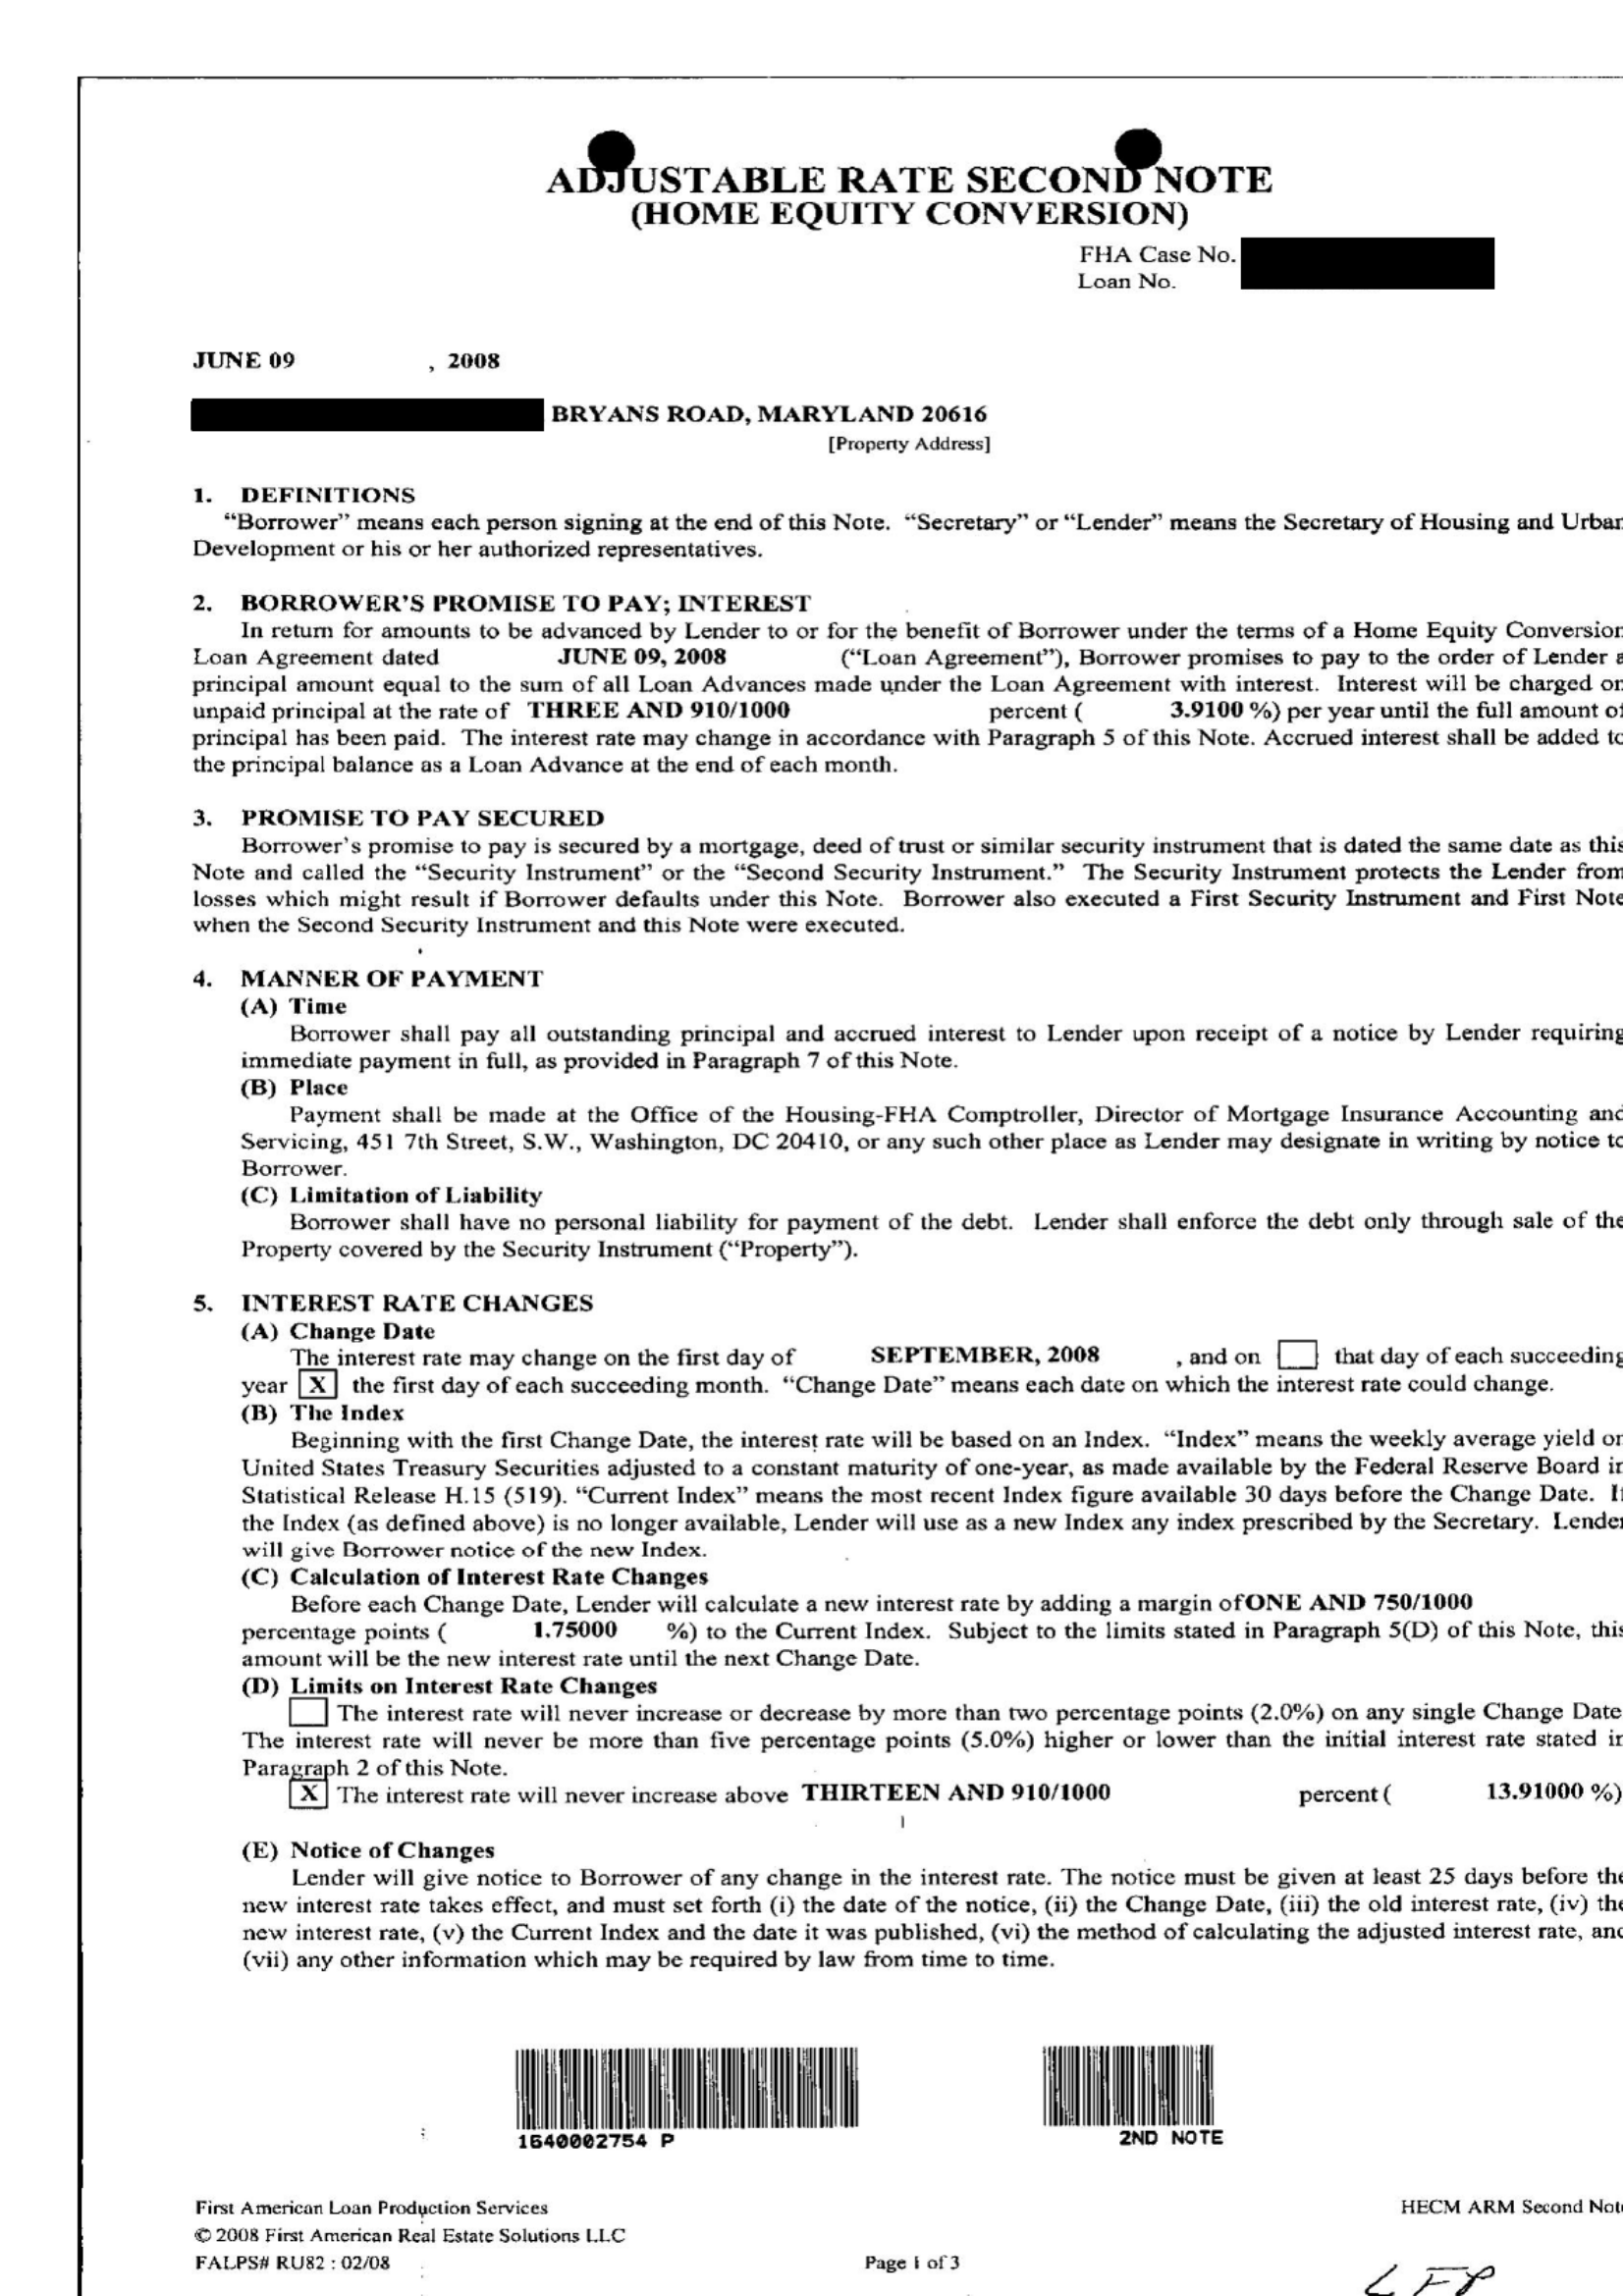 ADJUSTABLE RATE SECOND NOTE
(HOME EQUITY CONVERSION)
FHA Case No.
Loan No.
JUNE 09 , 2008
BRYANS ROAD, MARYLAND 20616
[Property Address]
1. DEFINITIONS
“Borrower” means each person signing at the end of this Note. “Secretary” or “Lender” means the Secretary of Housing and Urban
Development or his or her authorized representatives.
2. BORROWER’S PROMISE TO PAY; INTEREST
In return for amounts to be advanced by Lender to or for the benefit of Borrower under the terms of a Home Equity Conversion
Loan Agreement dated JUNE 09, 2008 (“Loan Agreement”), Borrower promises to pay to the order of Lender a
principal amount equal to the sum of all Loan Advances made under the Loan Agreement with interest. Interest will be charged on
unpaid principal at the rate of THREE AND 910/1000 percent ( 3.9100 %) per year until the full amount of
principal has been paid. The interest rate may change in accordance with Paragraph 5 of this Note. Accrued interest shall be added to
the principal balance as a Loan Advance at the end of each month.
3. PROMISE TO PAY SECURED
Borrower’s promise to pay is secured by a mortgage, deed of trust or similar security instrument that is dated the same date as this
Note and called the “Security Instrument” or the “Second Security Instrument.” The Security Instrument protects the Lender from
losses which might result if Borrower defaults under this Note. Borrower also executed a First Security Instrument and First Note
when the Second Security Instrument and this Note were executed.
4. MANNER OF PAYMENT
(A) Time
Borrower shall pay all outstanding principal and accrued interest to Lender upon receipt of a notice by Lender requiring
immediate payment in full, as provided in Paragraph 7 of this Note.
(B) Place
Payment shall be made at the Office of the Housing-FHA Comptroller, Director of Mortgage Insurance Accounting and
Servicing, 451 7th Street, S.W., Washington, DC 20410, or any such other place as Lender may designate in writing by notice to
Borrower.
(C) Limitation of Liability
Borrower shall have no personal liability for payment of the debt. Lender shall enforce the debt only through sale of the
Property covered by the Security Instrument (“Property”).
5. INTEREST RATE CHANGES
(A) Change Date
The interest rate may change on the first day of SEPTEMBER, 2008 , and on that day of each succeeding
year X the first day of each succeeding month. “Change Date” means each date on which the interest rate could change.
(B) The Index
Beginning with the first Change Date, the interest rate will be based on an Index. “Index” means the weekly average yield on
United States Treasury Securities adjusted to a constant maturity of one-year, as made available by the Federal Reserve Board in
Statistical Release H.15 (519). “Current Index” means the most recent Index figure available 30 days before the Change Date. If
the Index (as defined above) is no longer available, Lender will use as a new Index any index prescribed by the Secretary. Lender
will give Borrower notice of the new Index.
(C) Calculation of Interest Rate Changes
Before each Change Date, Lender will calculate a new interest rate by adding a margin ofONE AND 750/1000
percentage points ( 1.75000 %) to the Current Index. Subject to the limits stated in Paragraph 5(D) of this Note, this
amount will be the new interest rate until the next Change Date.
(D) Limits on Interest Rate Changes
The interest rate will never increase or decrease by more than two percentage points (2.0%) on any single Change Date
The interest rate will never be more than five percentage points (5.0%) higher or lower than the initial interest rate stated in
Paragraph 2 of this Note.
X The interest rate will never increase above THIRTEEN AND 910/1000 percent ( 13.91000 %)
(E) Notice of Changes
Lender will give notice to Borrower of any change in the interest rate. The notice must be given at least 25 days before the
new interest rate takes effect, and must set forth (i) the date of the notice, (ii) the Change Date, (iii) the old interest rate, (iv) the
new interest rate, (v) the Current Index and the date it was published, (vi) the method of calculating the adjusted interest rate, and
(vii) any other information which may be required by law from time to time.
1640002754 P
2ND NOTE
First American Loan Production Services
HECM ARM Second Note
© 2008 First American Real Estate Solutions LLC
FALPS# RU82 : 02/08
Page 1 of 3